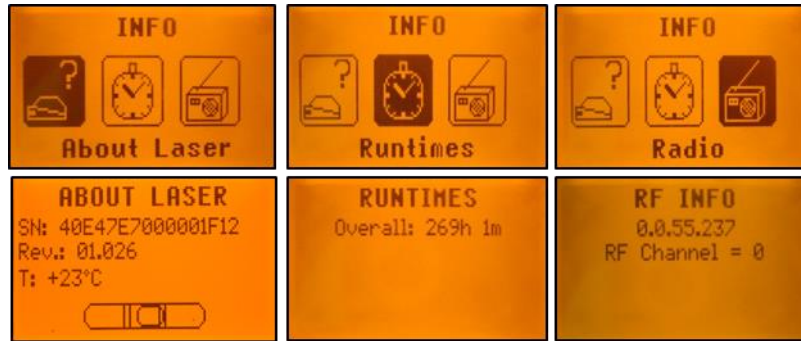 INFO
About Laser
INFO
Runtimes
INFO
Radio
ABOUT LASER
SN: 40E47E7000001F12
Rev.: 01.026
T: +23°C
RUNTIMES
Overall: 269h 1m
RF INFO
0.0.55.237
RF Channel = 0